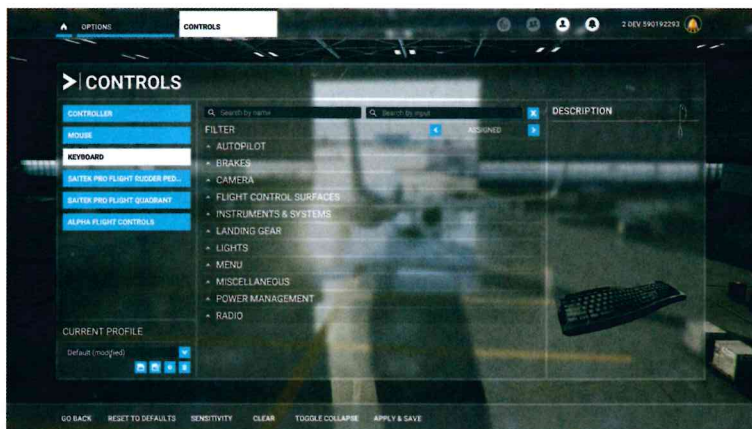 OPTIONS
CONTROLS
2 DEV 590192293
CONTROLS
CONTROLLER
MOUSE
KEYBOARD
SAITEK PRO FLIGHT RUDDER PED...
SAITEK PRO FLIGHT QUADRANT
ALPHA FLIGHT CONTROLS
CURRENT PROFILE
Default (modified)
Search by name
Search by input
X
FILTER
ASSIGNED
AUTOPILOT
BRAKES
CAMERA
FLIGHT CONTROL SURFACES
INSTRUMENTS & SYSTEMS
LANDING GEAR
LIGHTS
MENU
MISCELLANEOUS
POWER MANAGEMENT
RADIO
DESCRIPTION
GO BACK RESET TO DEFAULTS SENSITIVITY CLEAR TOGGLE COLLAPSE APPLY & SAVE